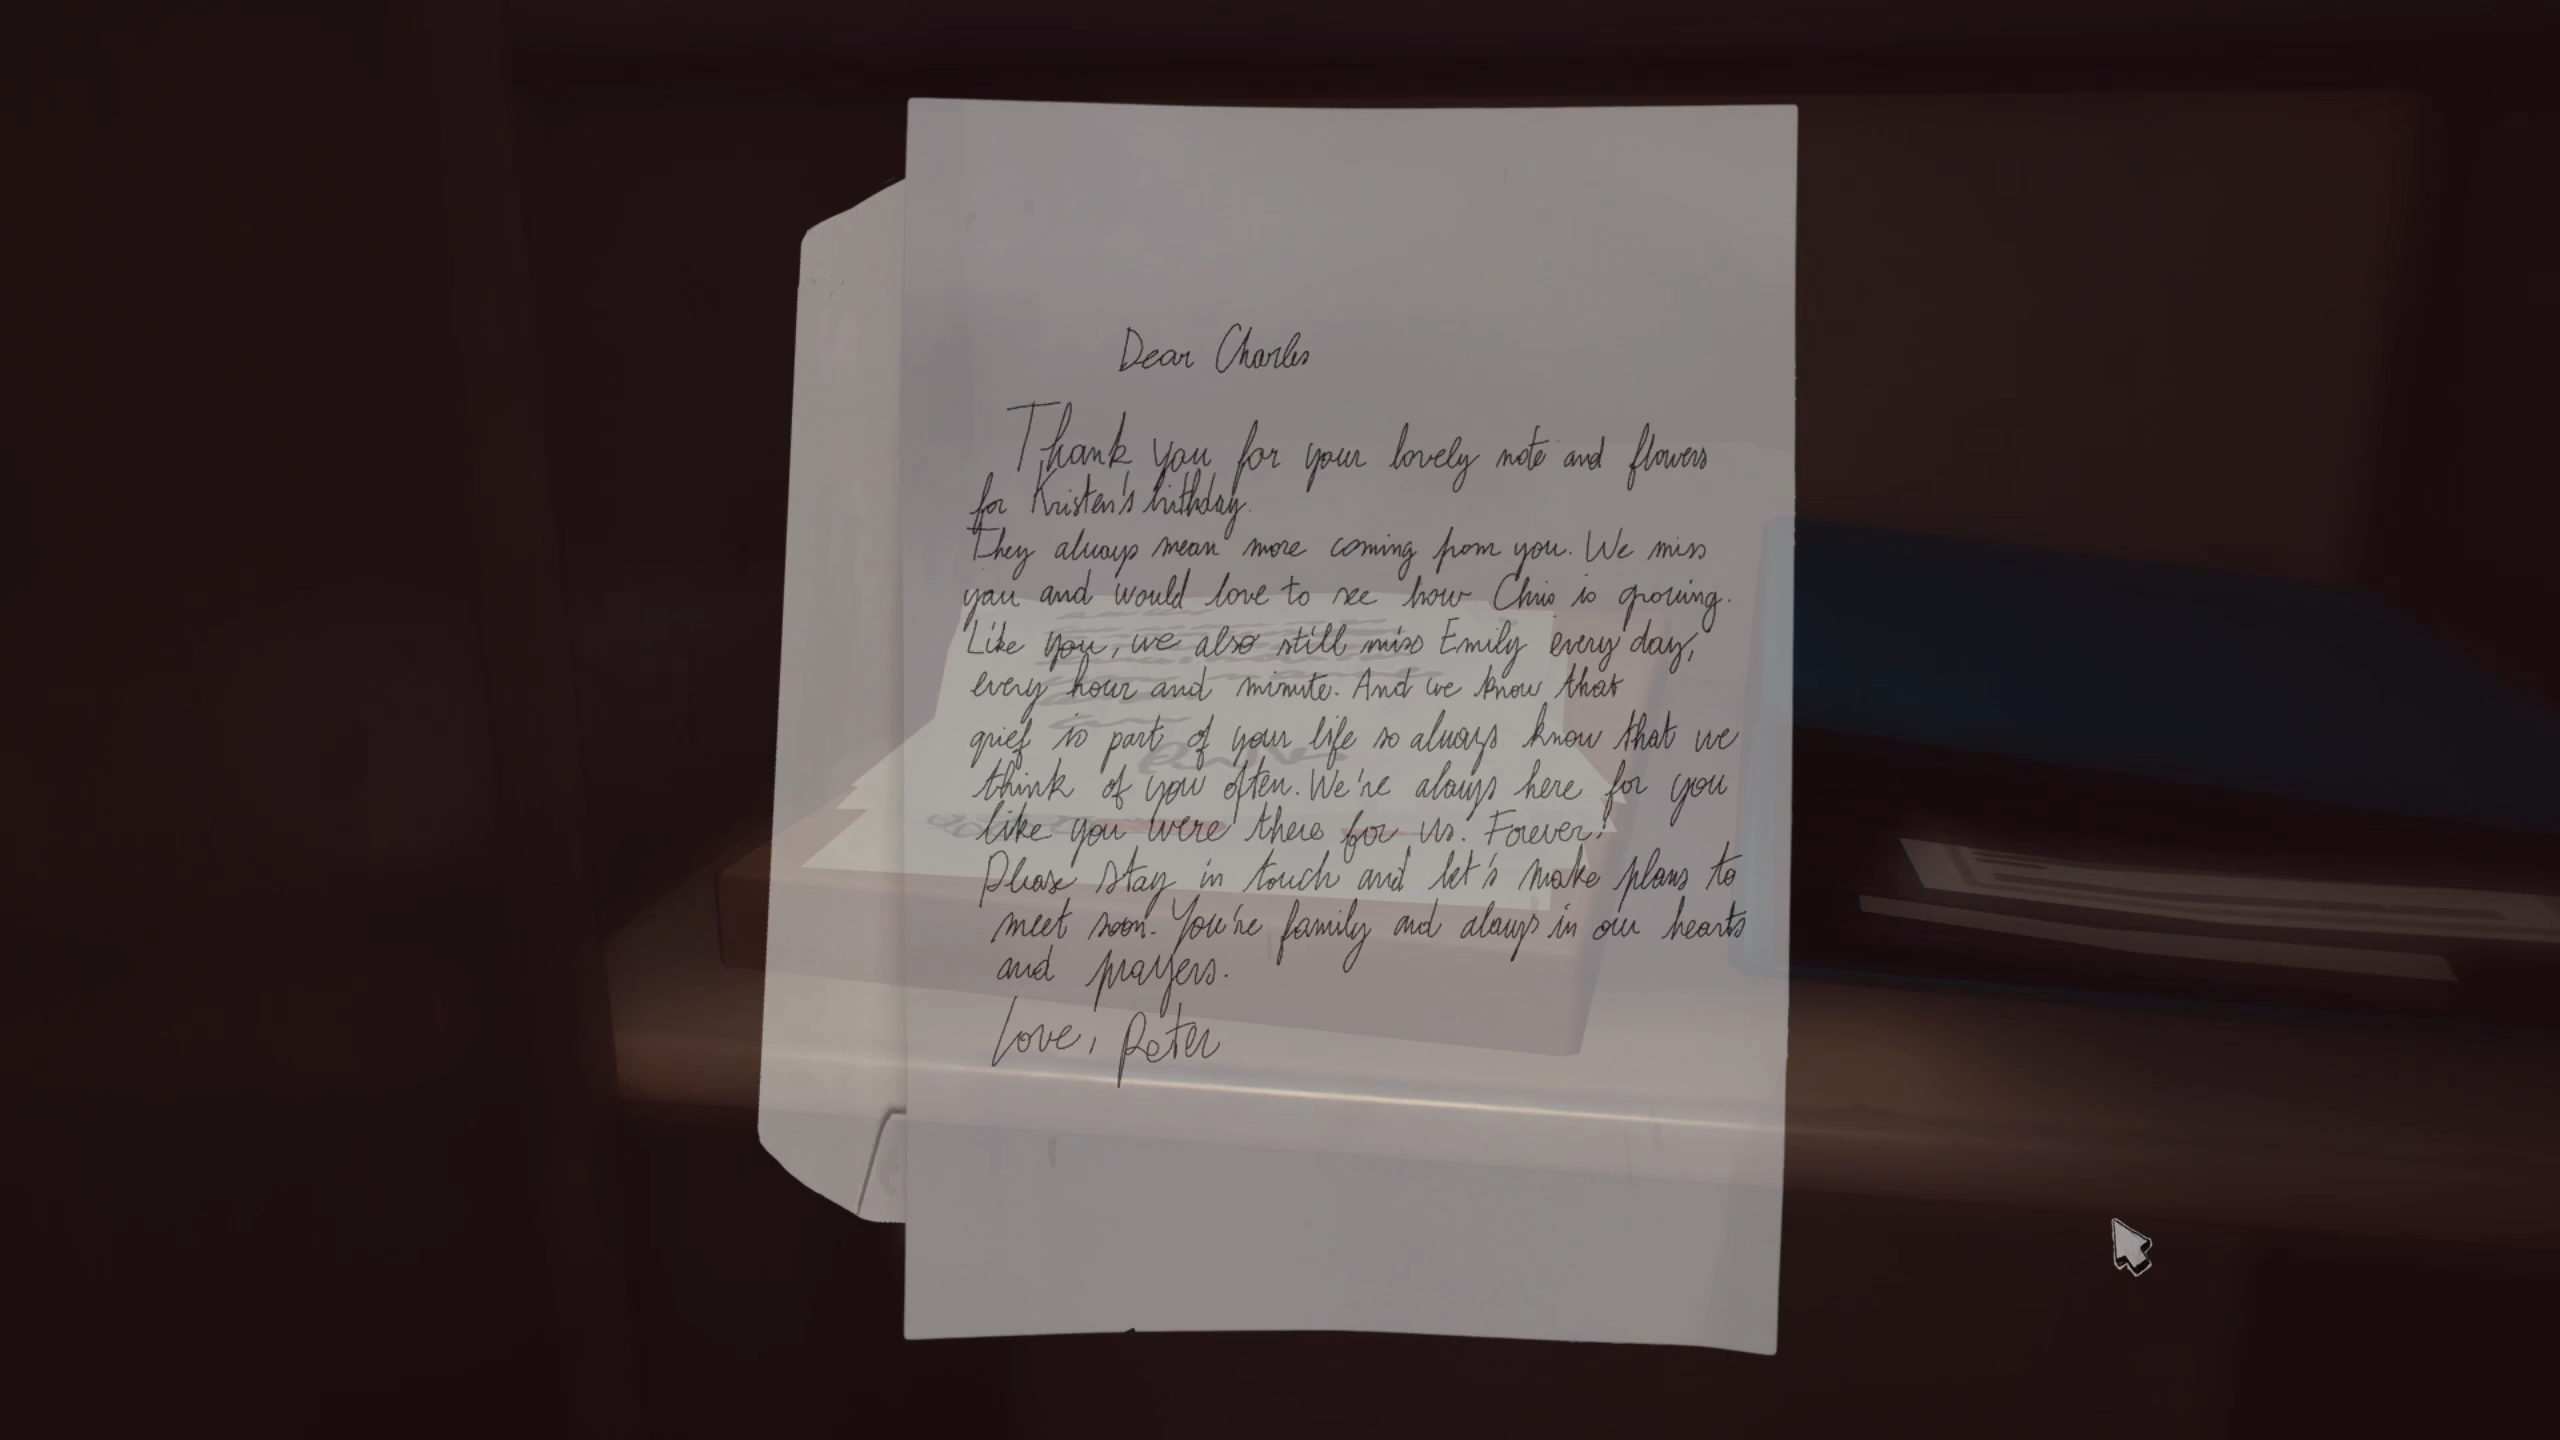 Dear Charles
Thank you for your lovely note and flowers
for Kristen's birthday.
They always mean more coming from you. We miss
you and would love to see how Chris is growing.
Like you, we also still miss Emily every day,
every hour and minute. And we know that
grief is part of your life so always know that we
think of you often. We're always here for you
like you were there for us. Forever.
Please stay in touch and let's make plans to
meet soon. You're family and always in our hearts
and prayers.
Love, Peter